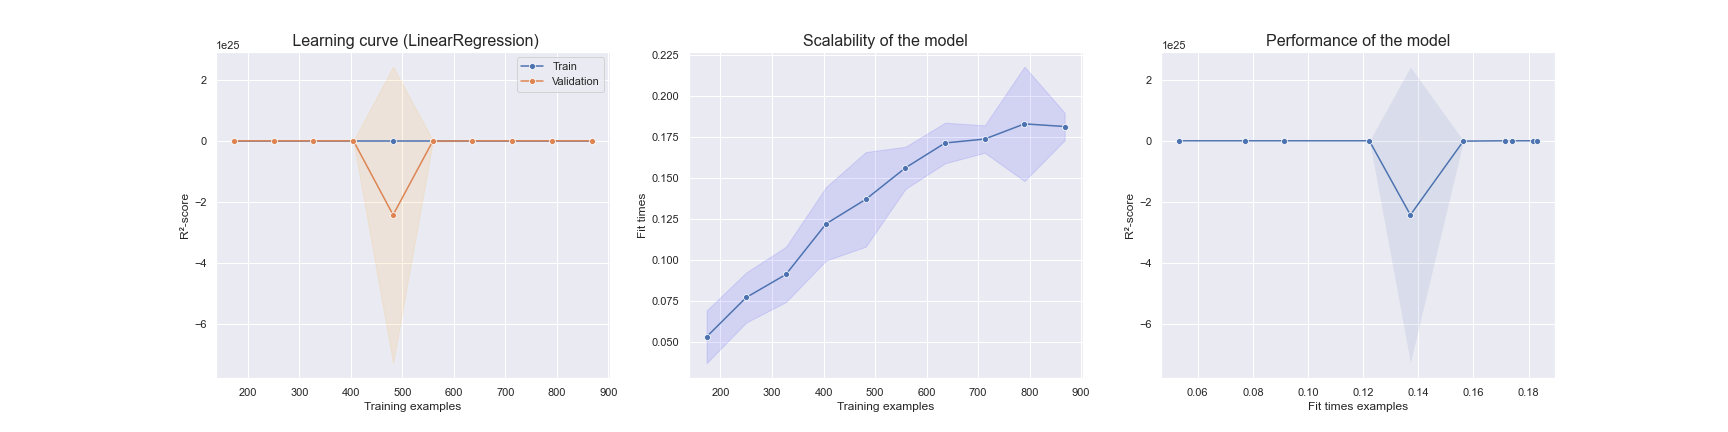 Learning curve (LinearRegression)
1e25
Train
Validation
2
0
−2
−4
−6
R²-score
200 300 400 500 600 700 800 900
Training examples
Scalability of the model
0.225
0.200
0.175
0.150
0.125
0.100
0.075
0.050
Fit times
200 300 400 500 600 700 800 900
Training examples
Performance of the model
1e25
2
0
−2
−4
−6
R²-score
0.06 0.08 0.10 0.12 0.14 0.16 0.18
Fit times examples